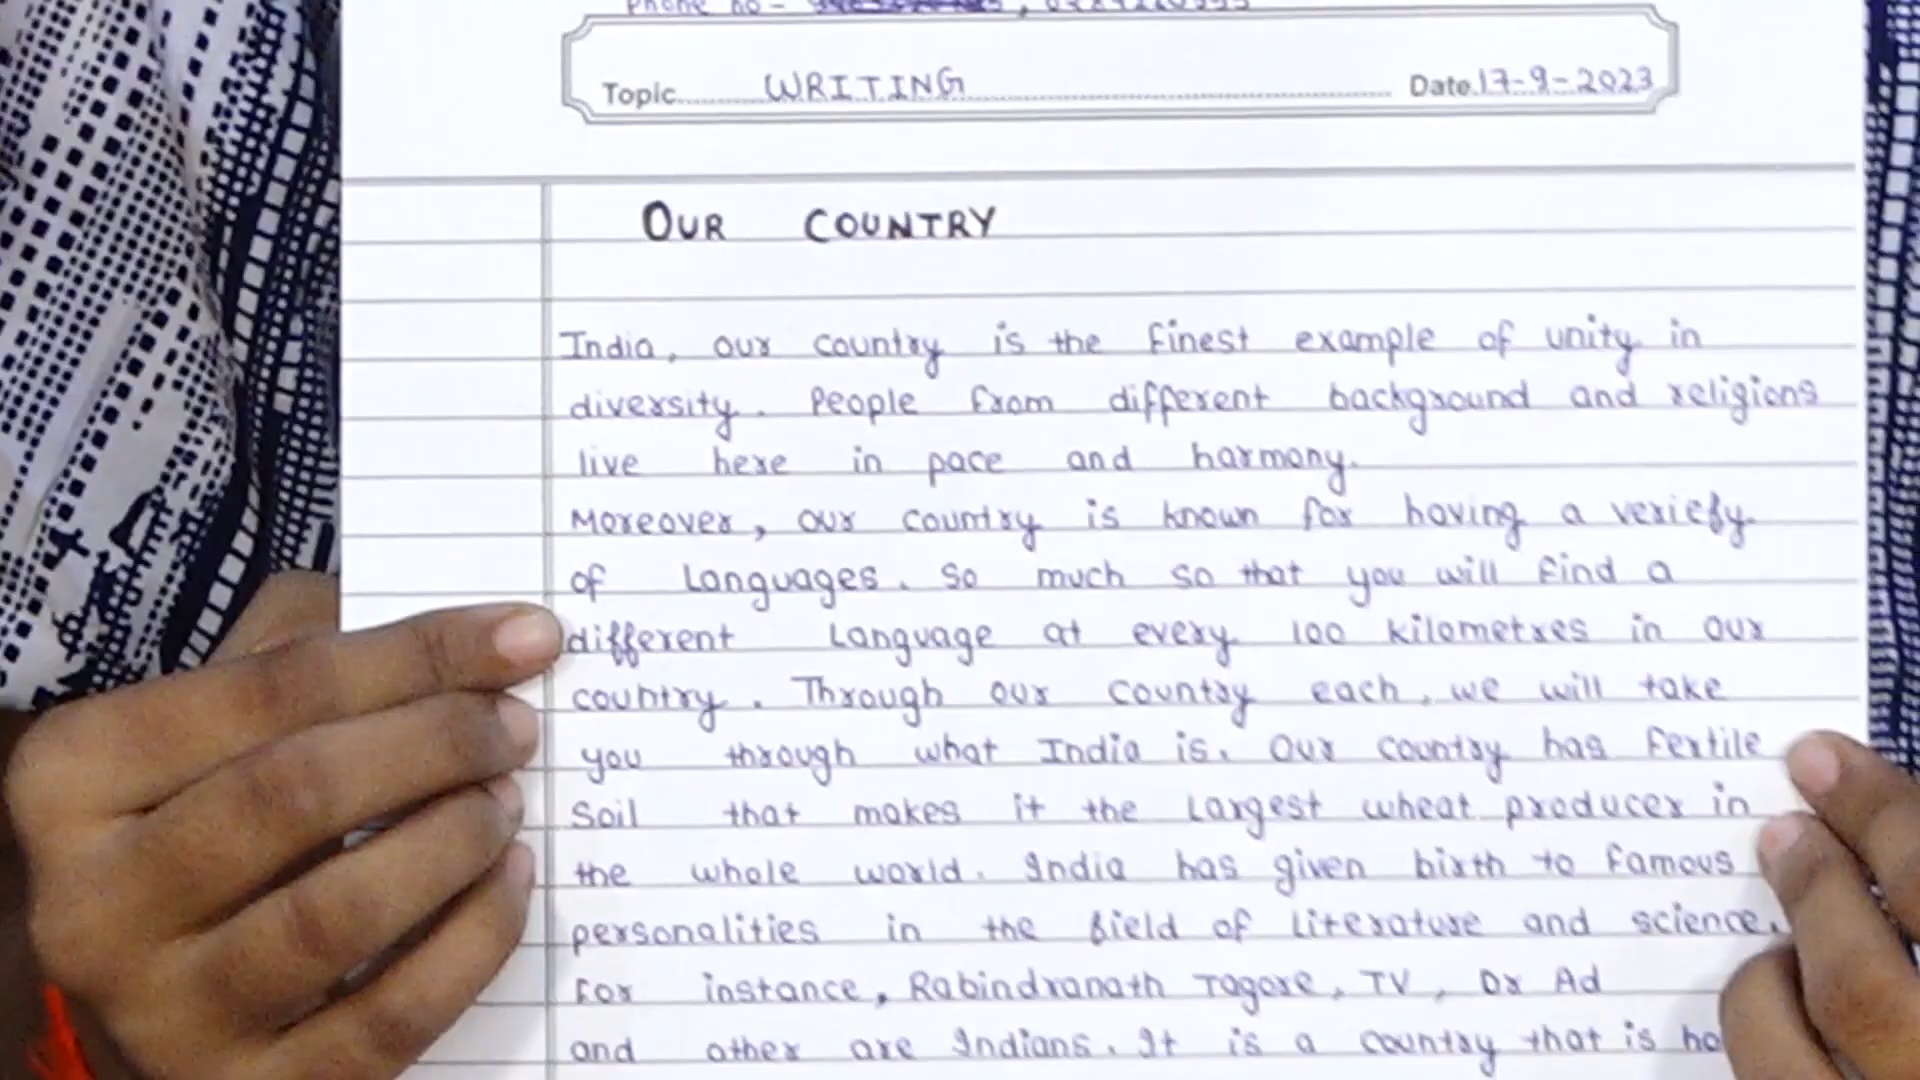 Phone no -
Topic WRITING Date 17-9-2023
OUR COUNTRY
India, our country is the finest example of unity in
diversity. People from different background and religions
live here in pace and harmony.
Moreover, our country is known for having a veriefy
of Languages. So much so that you will find a
different Language at every 100 kilometres in our
country. Through our country each, we will take
you through what India is. Our country has fertile
Soil that makes it the Largest wheat producer in
the whole world. India has given birth to famous
personalities in the field of Literature and science.
For instance, Rabindranath Tagore, TV, Dr Ad
and other are Indians. It is a country that is